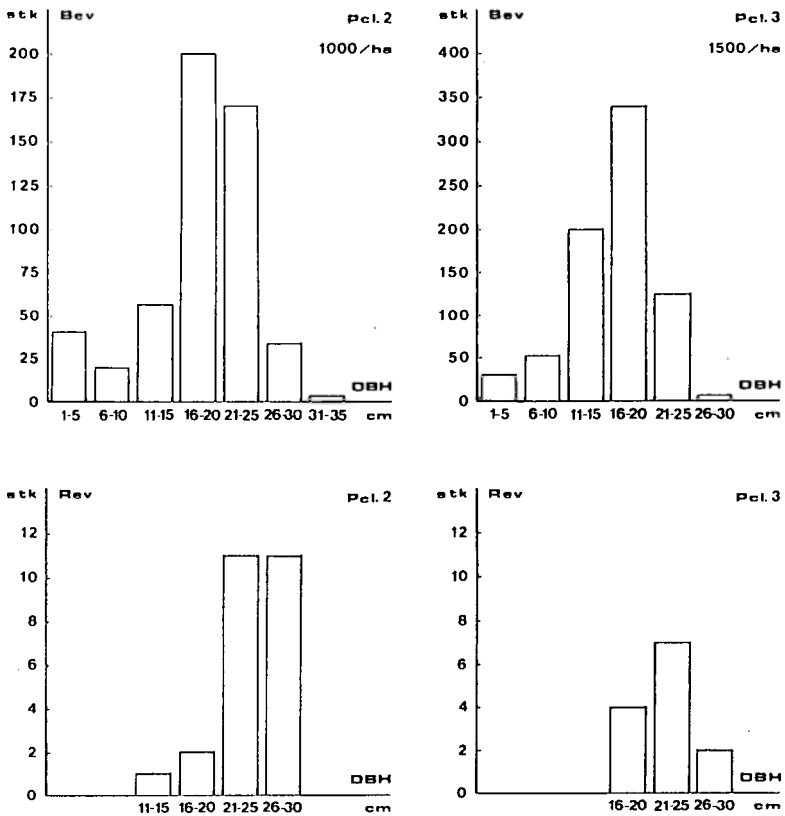 stk Bev Pcl.2
1000/ha
200
175
150
125
100
75
50
25
0
DBH
1-5 6-10 11-15 16-20 21-25 26-30 31-35 cm
stk Bev Pcl.3
1500/ha
400
350
300
250
200
150
100
50
0
DBH
1-5 6-10 11-15 16-20 21-25 26-30 cm
stk Rev Pcl.2
12
10
8
6
4
2
0
DBH
11-15 16-20 21-25 26-30 cm
stk Rev Pcl.3
12
10
8
6
4
2
0
DBH
16-20 21-25 26-30 cm